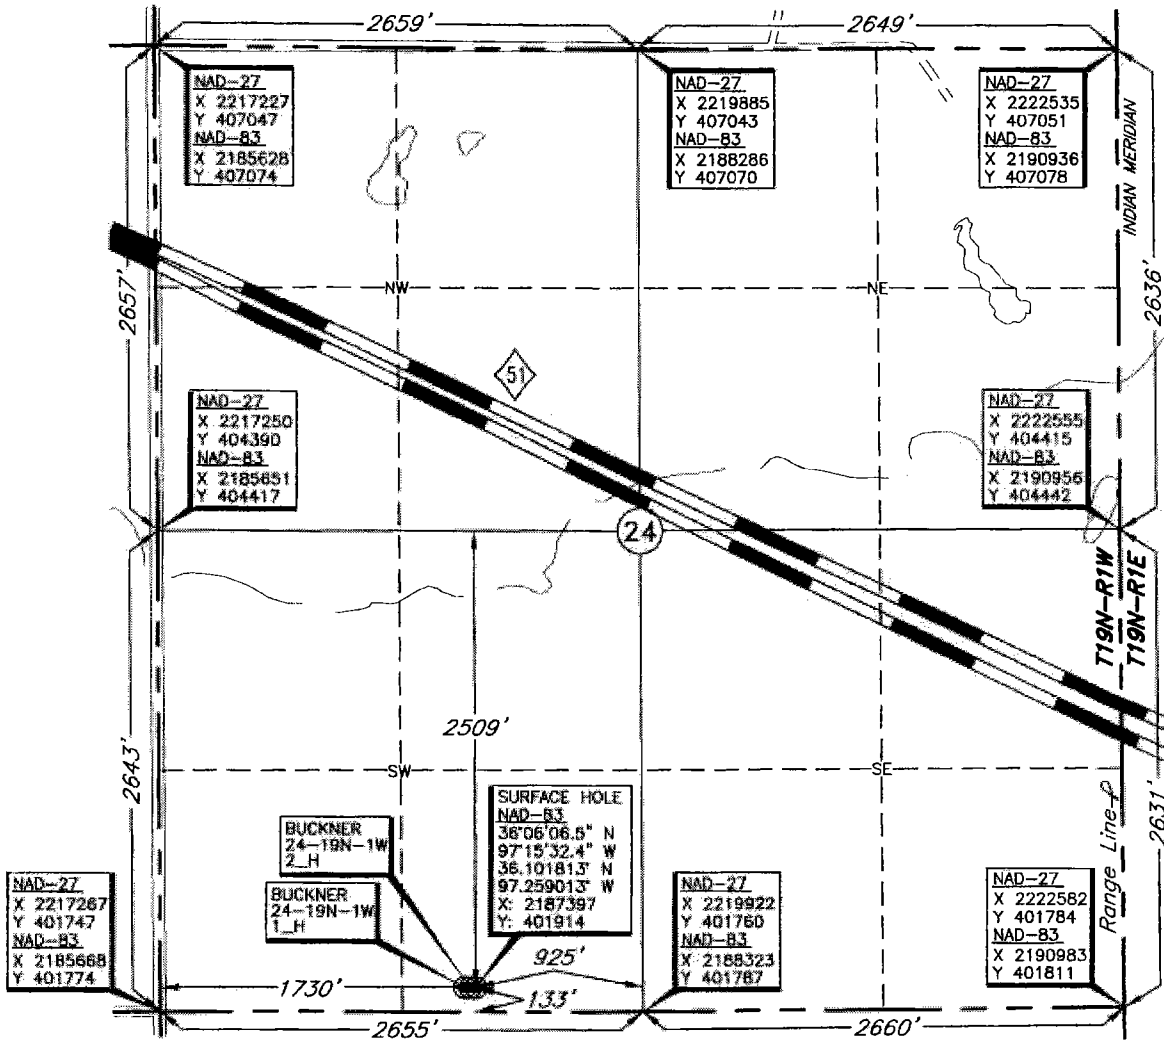 2659'
2649'
NAD-27
X 2217227
Y 407047
NAD-83
X 2185628
Y 407074
NAD-27
X 2219885
Y 407043
NAD-83
X 2188286
Y 407070
NAD-27
X 2222535
Y 407051
NAD-83
X 2190936
Y 407078
INDIAN MERIDIAN
2657'
NW
NE
2636'
51
NAD-27
X 2217250
Y 404390
NAD-83
X 2185651
Y 404417
NAD-27
X 2222555
Y 404415
NAD-83
X 2190956
Y 404442
24
T19N-R1W
T19N-R1E
2509'
2643'
SW
SE
2631'
Range Line
SURFACE HOLE
NAD-83
36°06'06.5" N
97°15'32.4" W
36.101813° N
97.259013° W
X: 2187397
Y: 401914
BUCKNER
24-19N-1W
2_H
BUCKNER
24-19N-1W
1_H
NAD-27
X 2217267
Y 401747
NAD-83
X 2185668
Y 401774
NAD-27
X 2219922
Y 401760
NAD-83
X 2188323
Y 401787
NAD-27
X 2222582
Y 401784
NAD-83
X 2190983
Y 401811
925'
1730'
133'
2655'
2660'